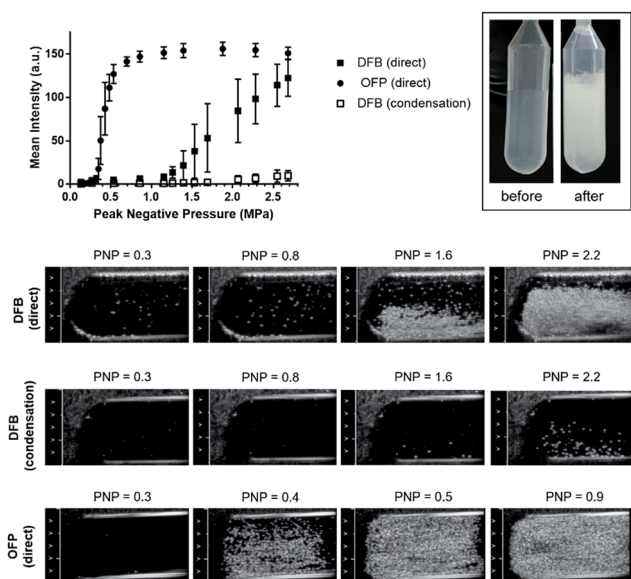 Mean Intensity (a.u.)
150
100
50
0
0.0 0.5 1.0 1.5 2.0 2.5
Peak Negative Pressure (MPa)
DFB (direct)
OFP (direct)
DFB (condensation)
before after
DFB
(direct)
PNP = 0.3 PNP = 0.8 PNP = 1.6 PNP = 2.2
DFB
(condensation)
PNP = 0.3 PNP = 0.8 PNP = 1.6 PNP = 2.2
OFP
(direct)
PNP = 0.3 PNP = 0.4 PNP = 0.5 PNP = 0.9